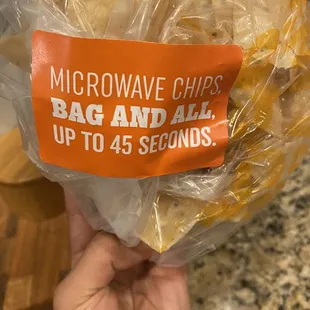 MICROWAVE CHIPS,
BAG AND ALL,
UP TO 45 SECONDS.